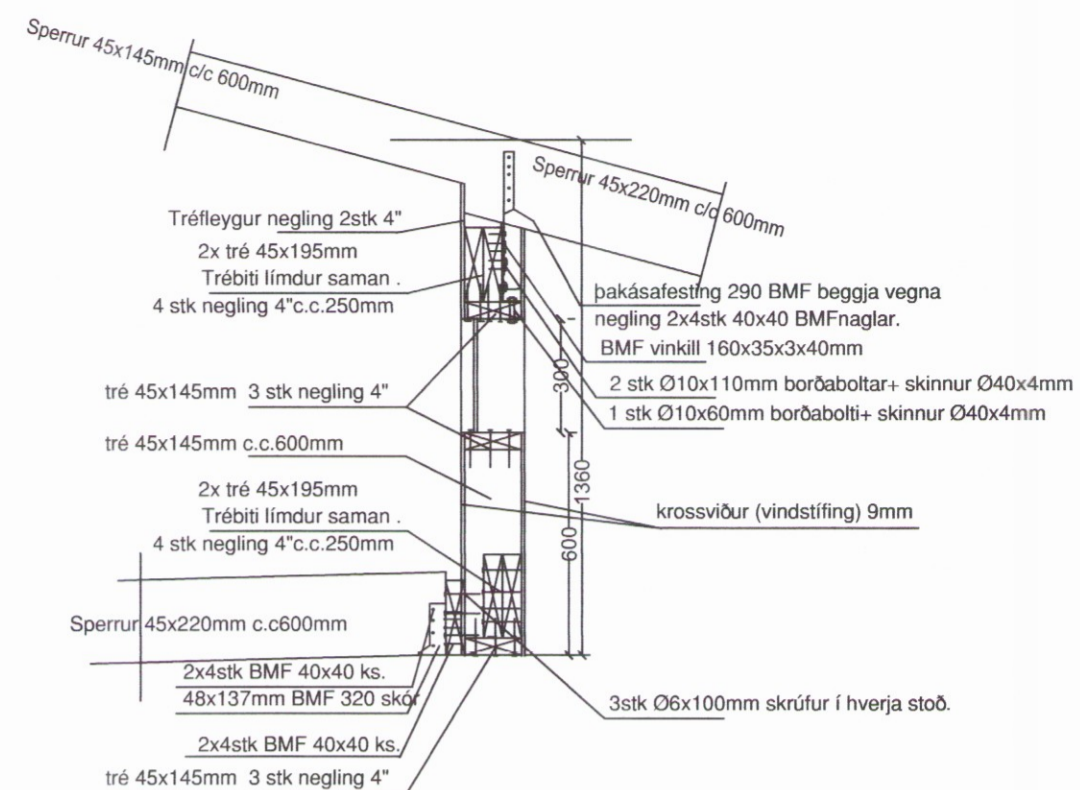 Sperrur 45x145mm c/c 600mm
Sperrur 45x220mm c/c 600mm
Tréfleygur negling 2stk 4"
2x tré 45x195mm
Trébiti límdur saman .
4 stk negling 4"c.c.250mm
þakásafesting 290 BMF beggja vegna
negling 2x4stk 40x40 BMFnaglar.
BMF vinkill 160x35x3x40mm
2 stk Ø10x110mm borðaboltar+ skinnur Ø40x4mm
1 stk Ø10x60mm borðabolti+ skinnur Ø40x4mm
300
tré 45x145mm 3 stk negling 4"
tré 45x145mm c.c.600mm
1360
2x tré 45x195mm
Trébiti límdur saman .
4 stk negling 4"c.c.250mm
krossviður (vindstífing) 9mm
600
Sperrur 45x220mm c.c600mm
2x4stk BMF 40x40 ks.
48x137mm BMF 320 skór
3stk Ø6x100mm skrúfur í hverja stoð.
2x4stk BMF 40x40 ks.
tré 45x145mm 3 stk negling 4"